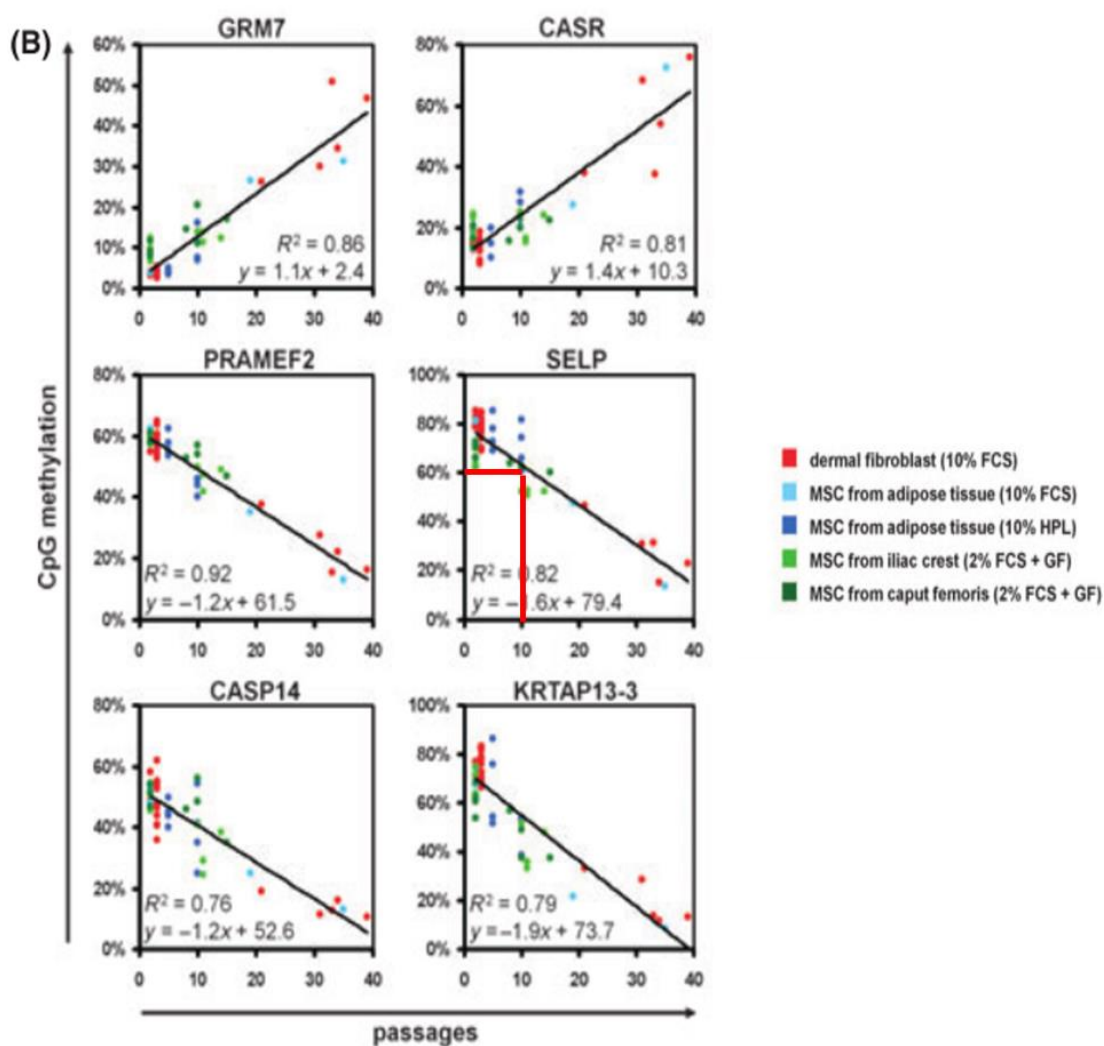 (B)
GRM7
60%
50%
40%
30%
20%
10%
0%
R² = 0.86
y = 1.1x + 2.4
0 10 20 30 40
CASR
80%
60%
40%
20%
0%
R² = 0.81
y = 1.4x + 10.3
0 10 20 30 40
CpG methylation
PRAMEF2
80%
60%
40%
20%
0%
R² = 0.92
y = −1.2x + 61.5
0 10 20 30 40
SELP
100%
80%
60%
40%
20%
0%
R² = 0.82
y = −1.6x + 79.4
0 10 20 30 40
dermal fibroblast (10% FCS)
MSC from adipose tissue (10% FCS)
MSC from adipose tissue (10% HPL)
MSC from iliac crest (2% FCS + GF)
MSC from caput femoris (2% FCS + GF)
CASP14
80%
60%
40%
20%
0%
R² = 0.76
y = −1.2x + 52.6
0 10 20 30 40
KRTAP13-3
100%
80%
60%
40%
20%
0%
R² = 0.79
y = −1.9x + 73.7
0 10 20 30 40
passages